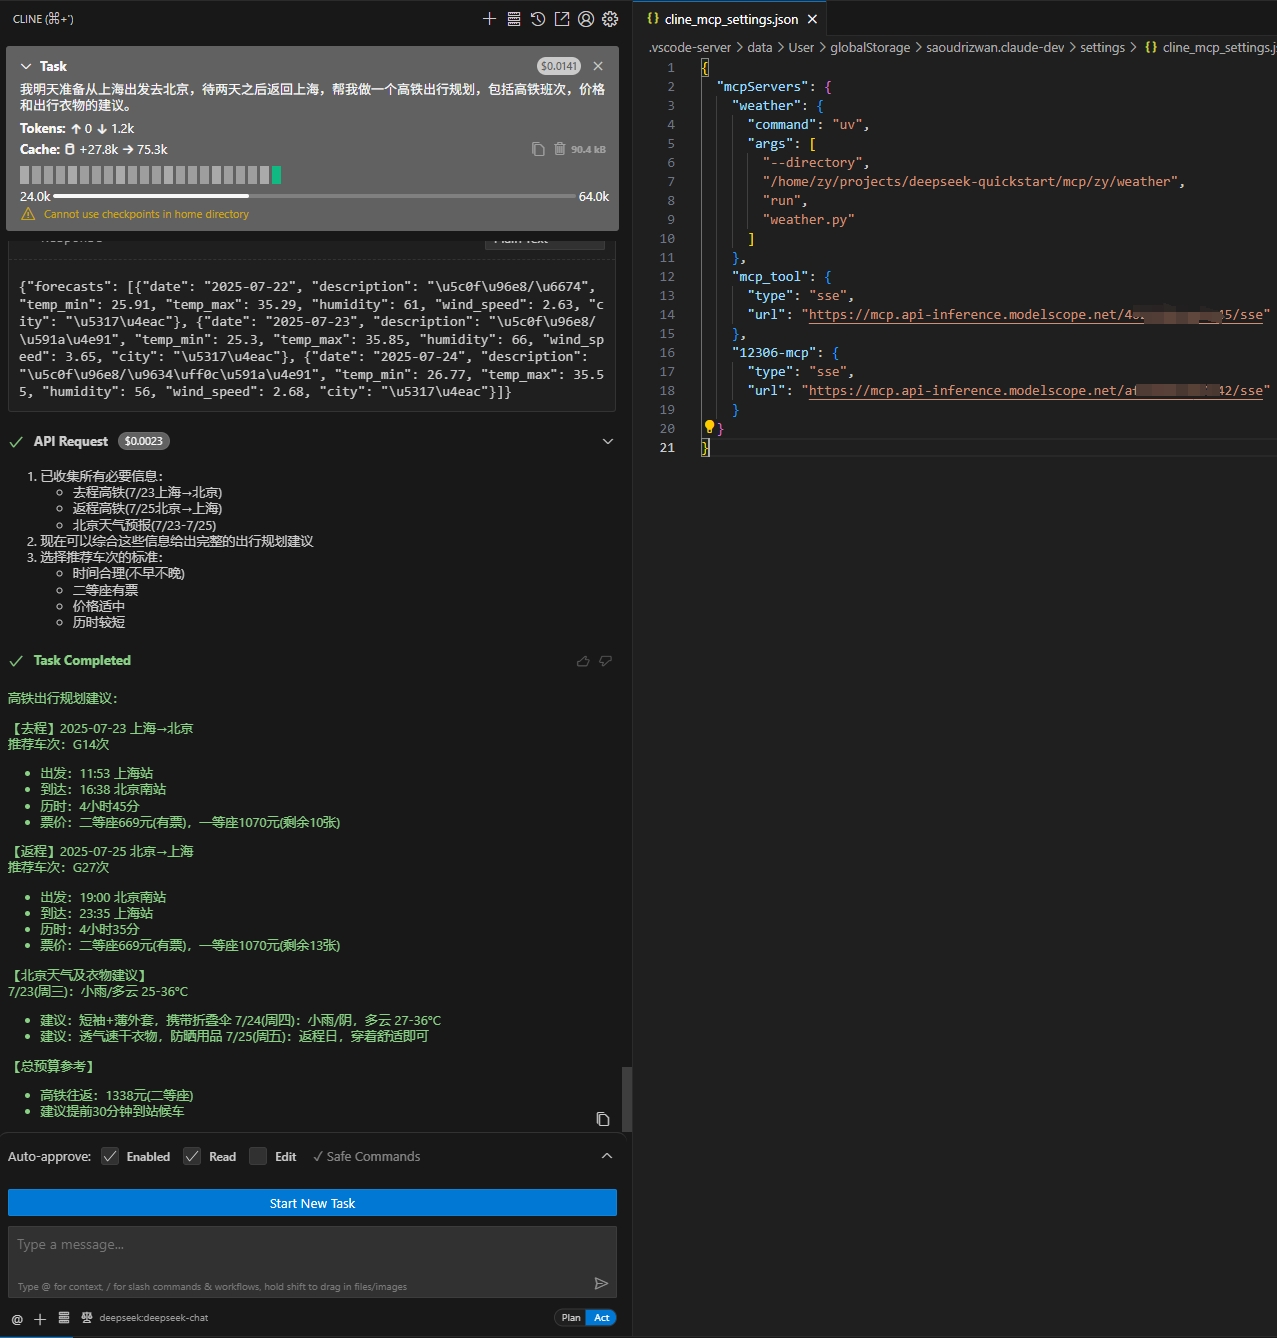 CLINE (⌘+')
Task
$0.0141
我明天准备从上海出发去北京，待两天之后返回上海，帮我做一个高铁出行规划，包括高铁班次，价格
和出行衣物的建议。
Tokens: ↑ 0 ↓ 1.2k
Cache: +27.8k → 75.3k
90.4 kB
24.0k
64.0k
Cannot use checkpoints in home directory
Response
Plain Text
{"forecasts": [{"date": "2025-07-22", "description": "\u5c0f\u96e8/\u6674",
"temp_min": 25.91, "temp_max": 35.29, "humidity": 61, "wind_speed": 2.63, "c
ity": "\u5317\u4eac"}, {"date": "2025-07-23", "description": "\u5c0f\u96e8/
\u591a\u4e91", "temp_min": 25.3, "temp_max": 35.85, "humidity": 66, "wind_sp
eed": 3.65, "city": "\u5317\u4eac"}, {"date": "2025-07-24", "description":
"\u5c0f\u96e8/\u9634\uff0c\u591a\u4e91", "temp_min": 26.77, "temp_max": 35.5
5, "humidity": 56, "wind_speed": 2.68, "city": "\u5317\u4eac"}]}
API Request
$0.0023
1. 已收集所有必要信息：
去程高铁(7/23上海→北京)
返程高铁(7/25北京→上海)
北京天气预报(7/23-7/25)
2. 现在可以综合这些信息给出完整的出行规划建议
3. 选择推荐车次的标准：
时间合理(不早不晚)
二等座有票
价格适中
历时较短
Task Completed
高铁出行规划建议：
【去程】2025-07-23 上海→北京
推荐车次：G14次
• 出发：11:53 上海站
• 到达：16:38 北京南站
• 历时：4小时45分
• 票价：二等座669元(有票)，一等座1070元(剩余10张)
【返程】2025-07-25 北京→上海
推荐车次：G27次
• 出发：19:00 北京南站
• 到达：23:35 上海站
• 历时：4小时35分
• 票价：二等座669元(有票)，一等座1070元(剩余13张)
【北京天气及衣物建议】
7/23(周三)：小雨/多云 25-36°C
• 建议：短袖+薄外套，携带折叠伞 7/24(周四)：小雨/阴，多云 27-36°C
• 建议：透气速干衣物，防晒用品 7/25(周五)：返程日，穿着舒适即可
【总预算参考】
• 高铁往返：1338元(二等座)
• 建议提前30分钟到站候车
Auto-approve: Enabled Read Edit ✓ Safe Commands
Start New Task
Type a message...
Type @ for context, / for slash commands & workflows, hold shift to drag in files/images
@ + deepseek:deepseek-chat
Plan Act
{} cline_mcp_settings.json ×
.vscode-server > data > User > globalStorage > saoudrizwan.claude-dev > settings > {} cline_mcp_settings.js
1 {
2 "mcpServers": {
3 "weather": {
4 "command": "uv",
5 "args": [
6 "--directory",
7 "/home/zy/projects/deepseek-quickstart/mcp/zy/weather",
8 "run",
9 "weather.py"
10 ]
11 },
12 "mcp_tool": {
13 "type": "sse",
14 "url": "https://mcp.api-inference.modelscope.net/4 5/sse"
15 },
16 "12306-mcp": {
17 "type": "sse",
18 "url": "https://mcp.api-inference.modelscope.net/a 42/sse"
19 }
20 }
21 }